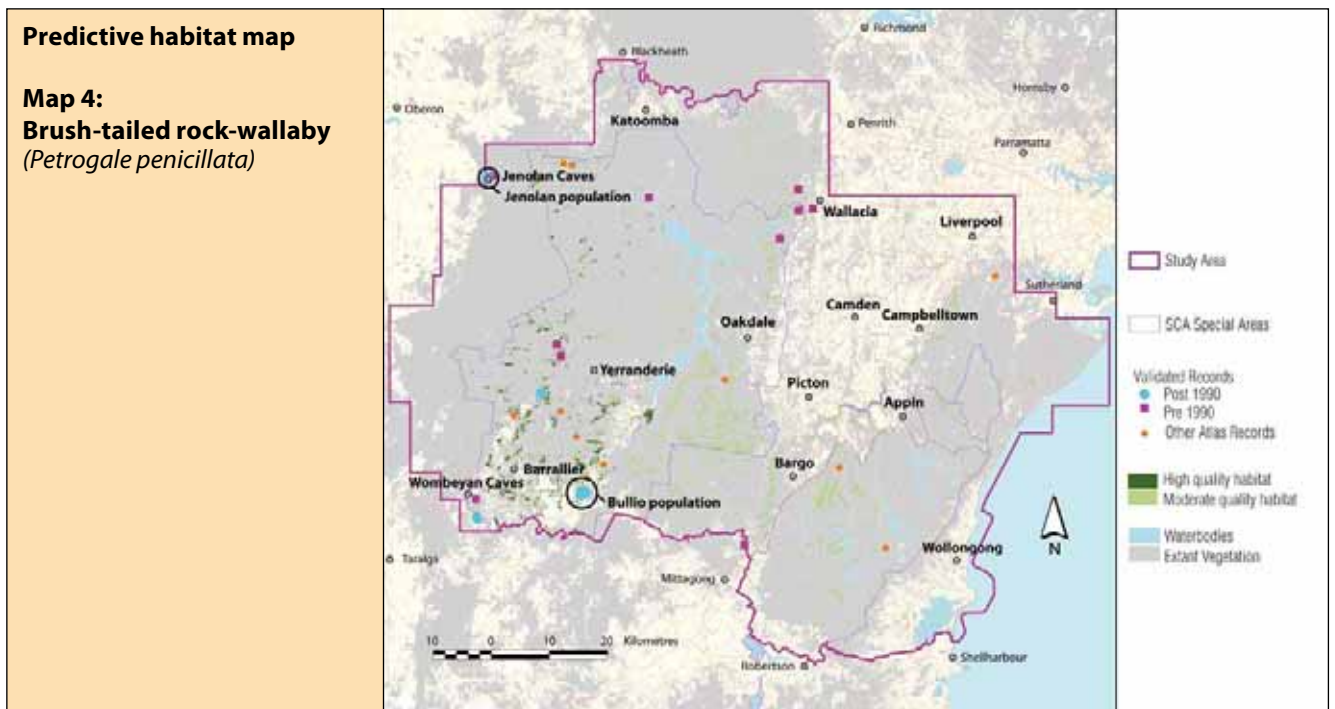 Predictive habitat map
Map 4:
Brush-tailed rock-wallaby
(Petrogale penicillata)
Richmond
Blackheath
Hornsby
Oberon
Katoomba
Penrith
Parramatta
Jenolan Caves
Jenolan population
Wallacia
Liverpool
Sutherland
Camden
Campbelltown
Oakdale
Yerranderie
Picton
Appin
Barrallier
Bargo
Wombeyan Caves
Bullio population
Wollongong
Taralga
Mittagong
10 0 10 20 Kilometres
Robertson
Shellharbour
N
Study Area
SCA Special Areas
Validated Records
Post 1990
Pre 1990
Other Atlas Records
High quality habitat
Moderate quality habitat
Waterbodies
Extant Vegetation